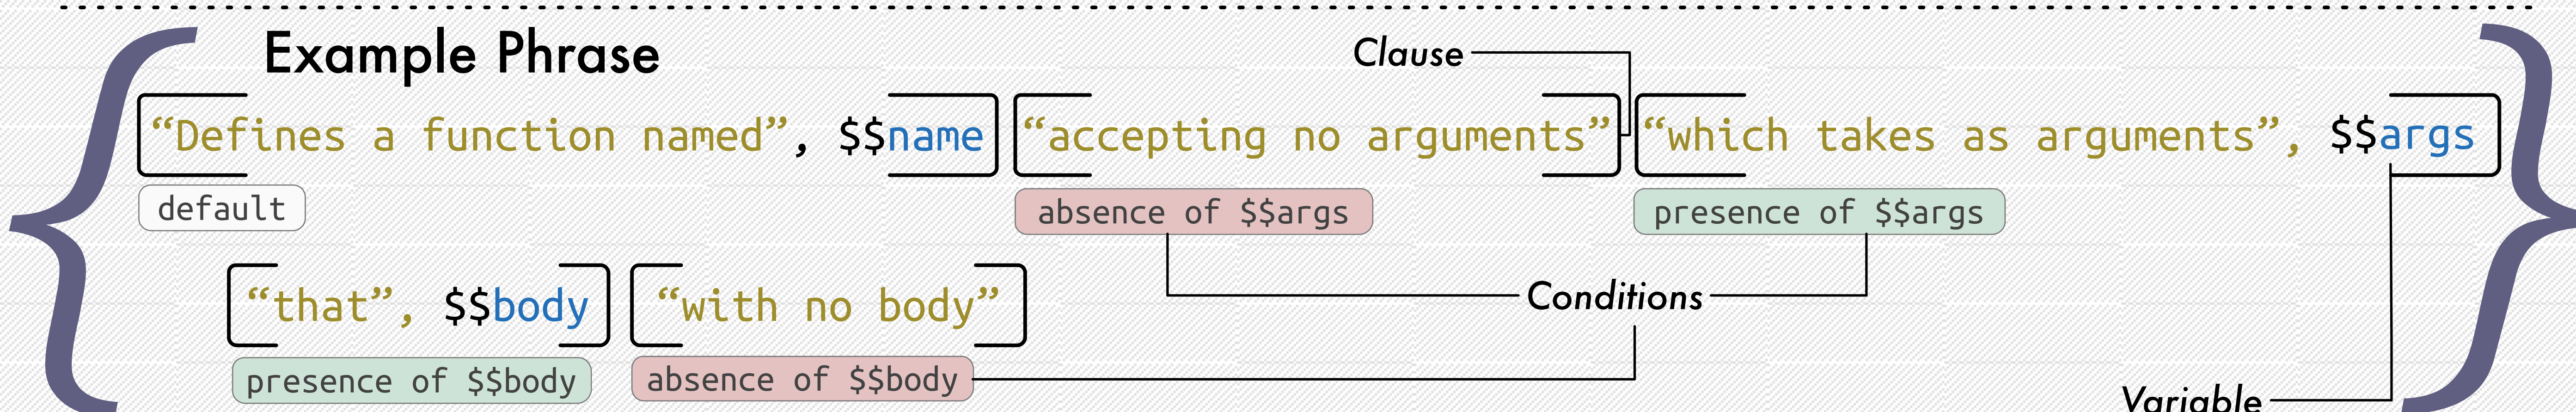 Example Phrase
Clause
“Defines a function named”, $$name “accepting no arguments” “which takes as arguments”, $$args
default absence of $$args presence of $$args
“that”, $$body “with no body” Conditions
presence of $$body absence of $$body
Variable